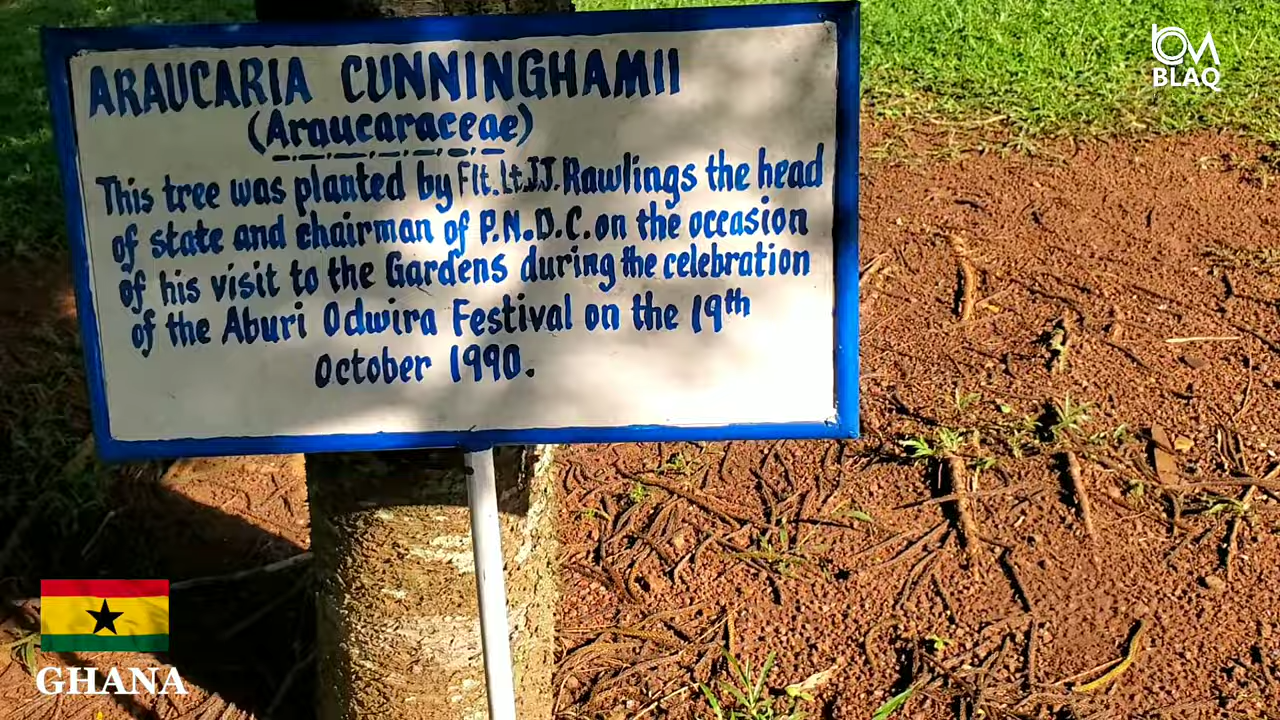 ARAUCARIA CUNNINGHAMII
(Araucaraceae)
This tree was planted by Flt.Lt.J.J. Rawlings the head
of state and chairman of P.N.D.C. on the occasion
of his visit to the Gardens during the celebration
of the Aburi Odwira Festival on the 19th
October 1990.
BLAQ
GHANA